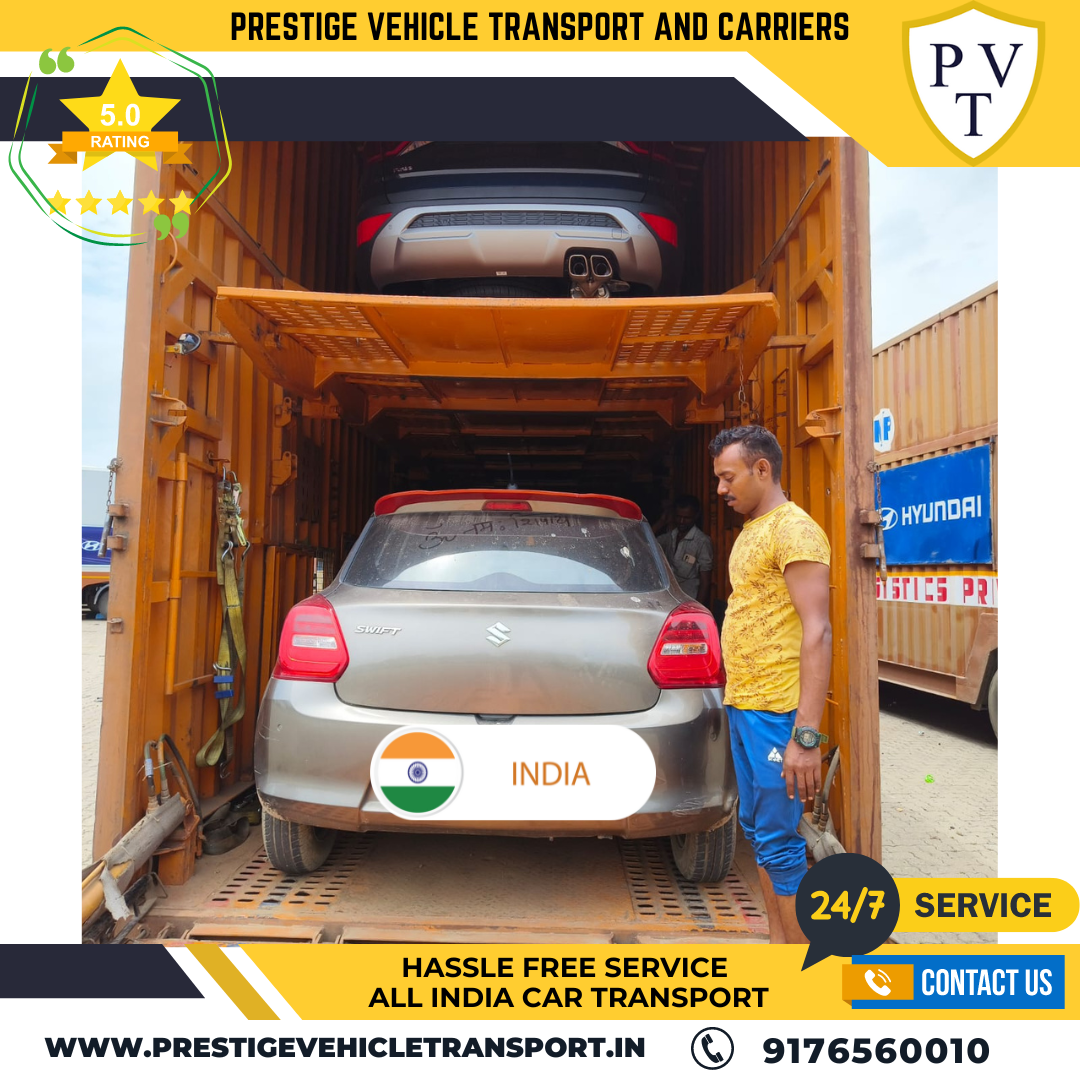 PRESTIGE VEHICLE TRANSPORT AND CARRIERS
P V
T
5.0
RATING
HYUNDAI
SWIFT
INDIA
24/7 SERVICE
CONTACT US
HASSLE FREE SERVICE
ALL INDIA CAR TRANSPORT
WWW.PRESTIGEVEHICLETRANSPORT.IN
9176560010